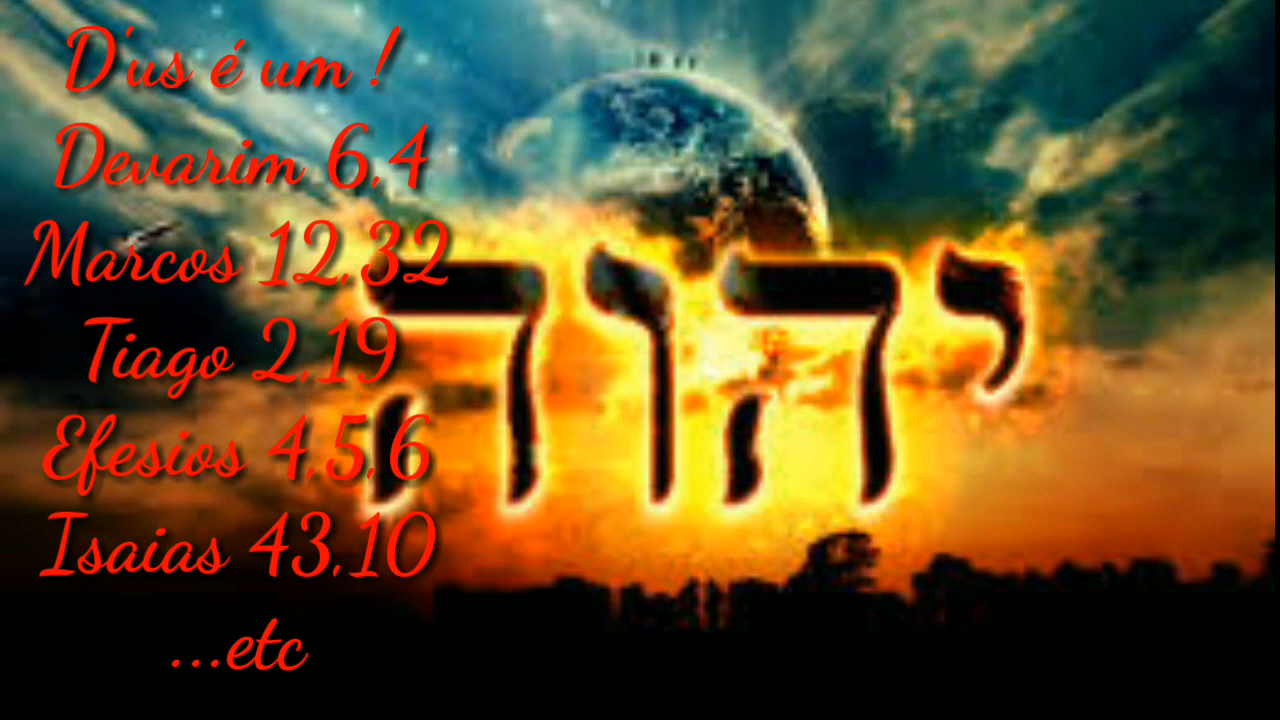 D'us é um !
Devarim 6,4
Marcos 12,32
Tiago 2,19
Efesios 4,5,6
Isaias 43,10
...etc
יהוה